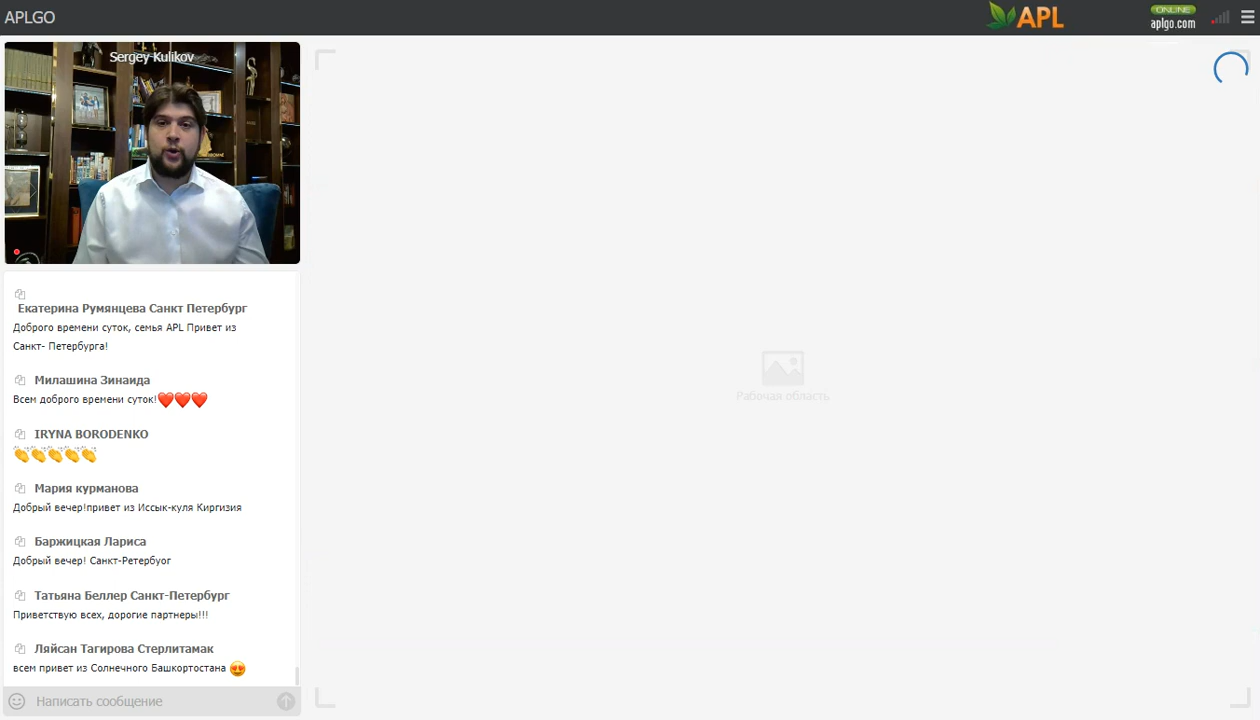 APLGO
APL
ONLINE
aplgo.com
Sergey Kulikov
Екатерина Румянцева Санкт Петербург
Доброго времени суток, семья APL Привет из
Санкт- Петербурга!
Милашина Зинаида
Всем доброго времени суток!❤️❤️❤️
IRYNA BORODENKO
👏👏👏👏👏
Мария курманова
Добрый вечер!привет из Иссык-куля Киргизия
Баржицкая Лариса
Добрый вечер! Санкт-Ретербуог
Татьяна Беллер Санкт-Петербург
Приветствую всех, дорогие партнеры!!!
Ляйсан Тагирова Стерлитамак
всем привет из Солнечного Башкортостана 😍
Написать сообщение
Рабочая область